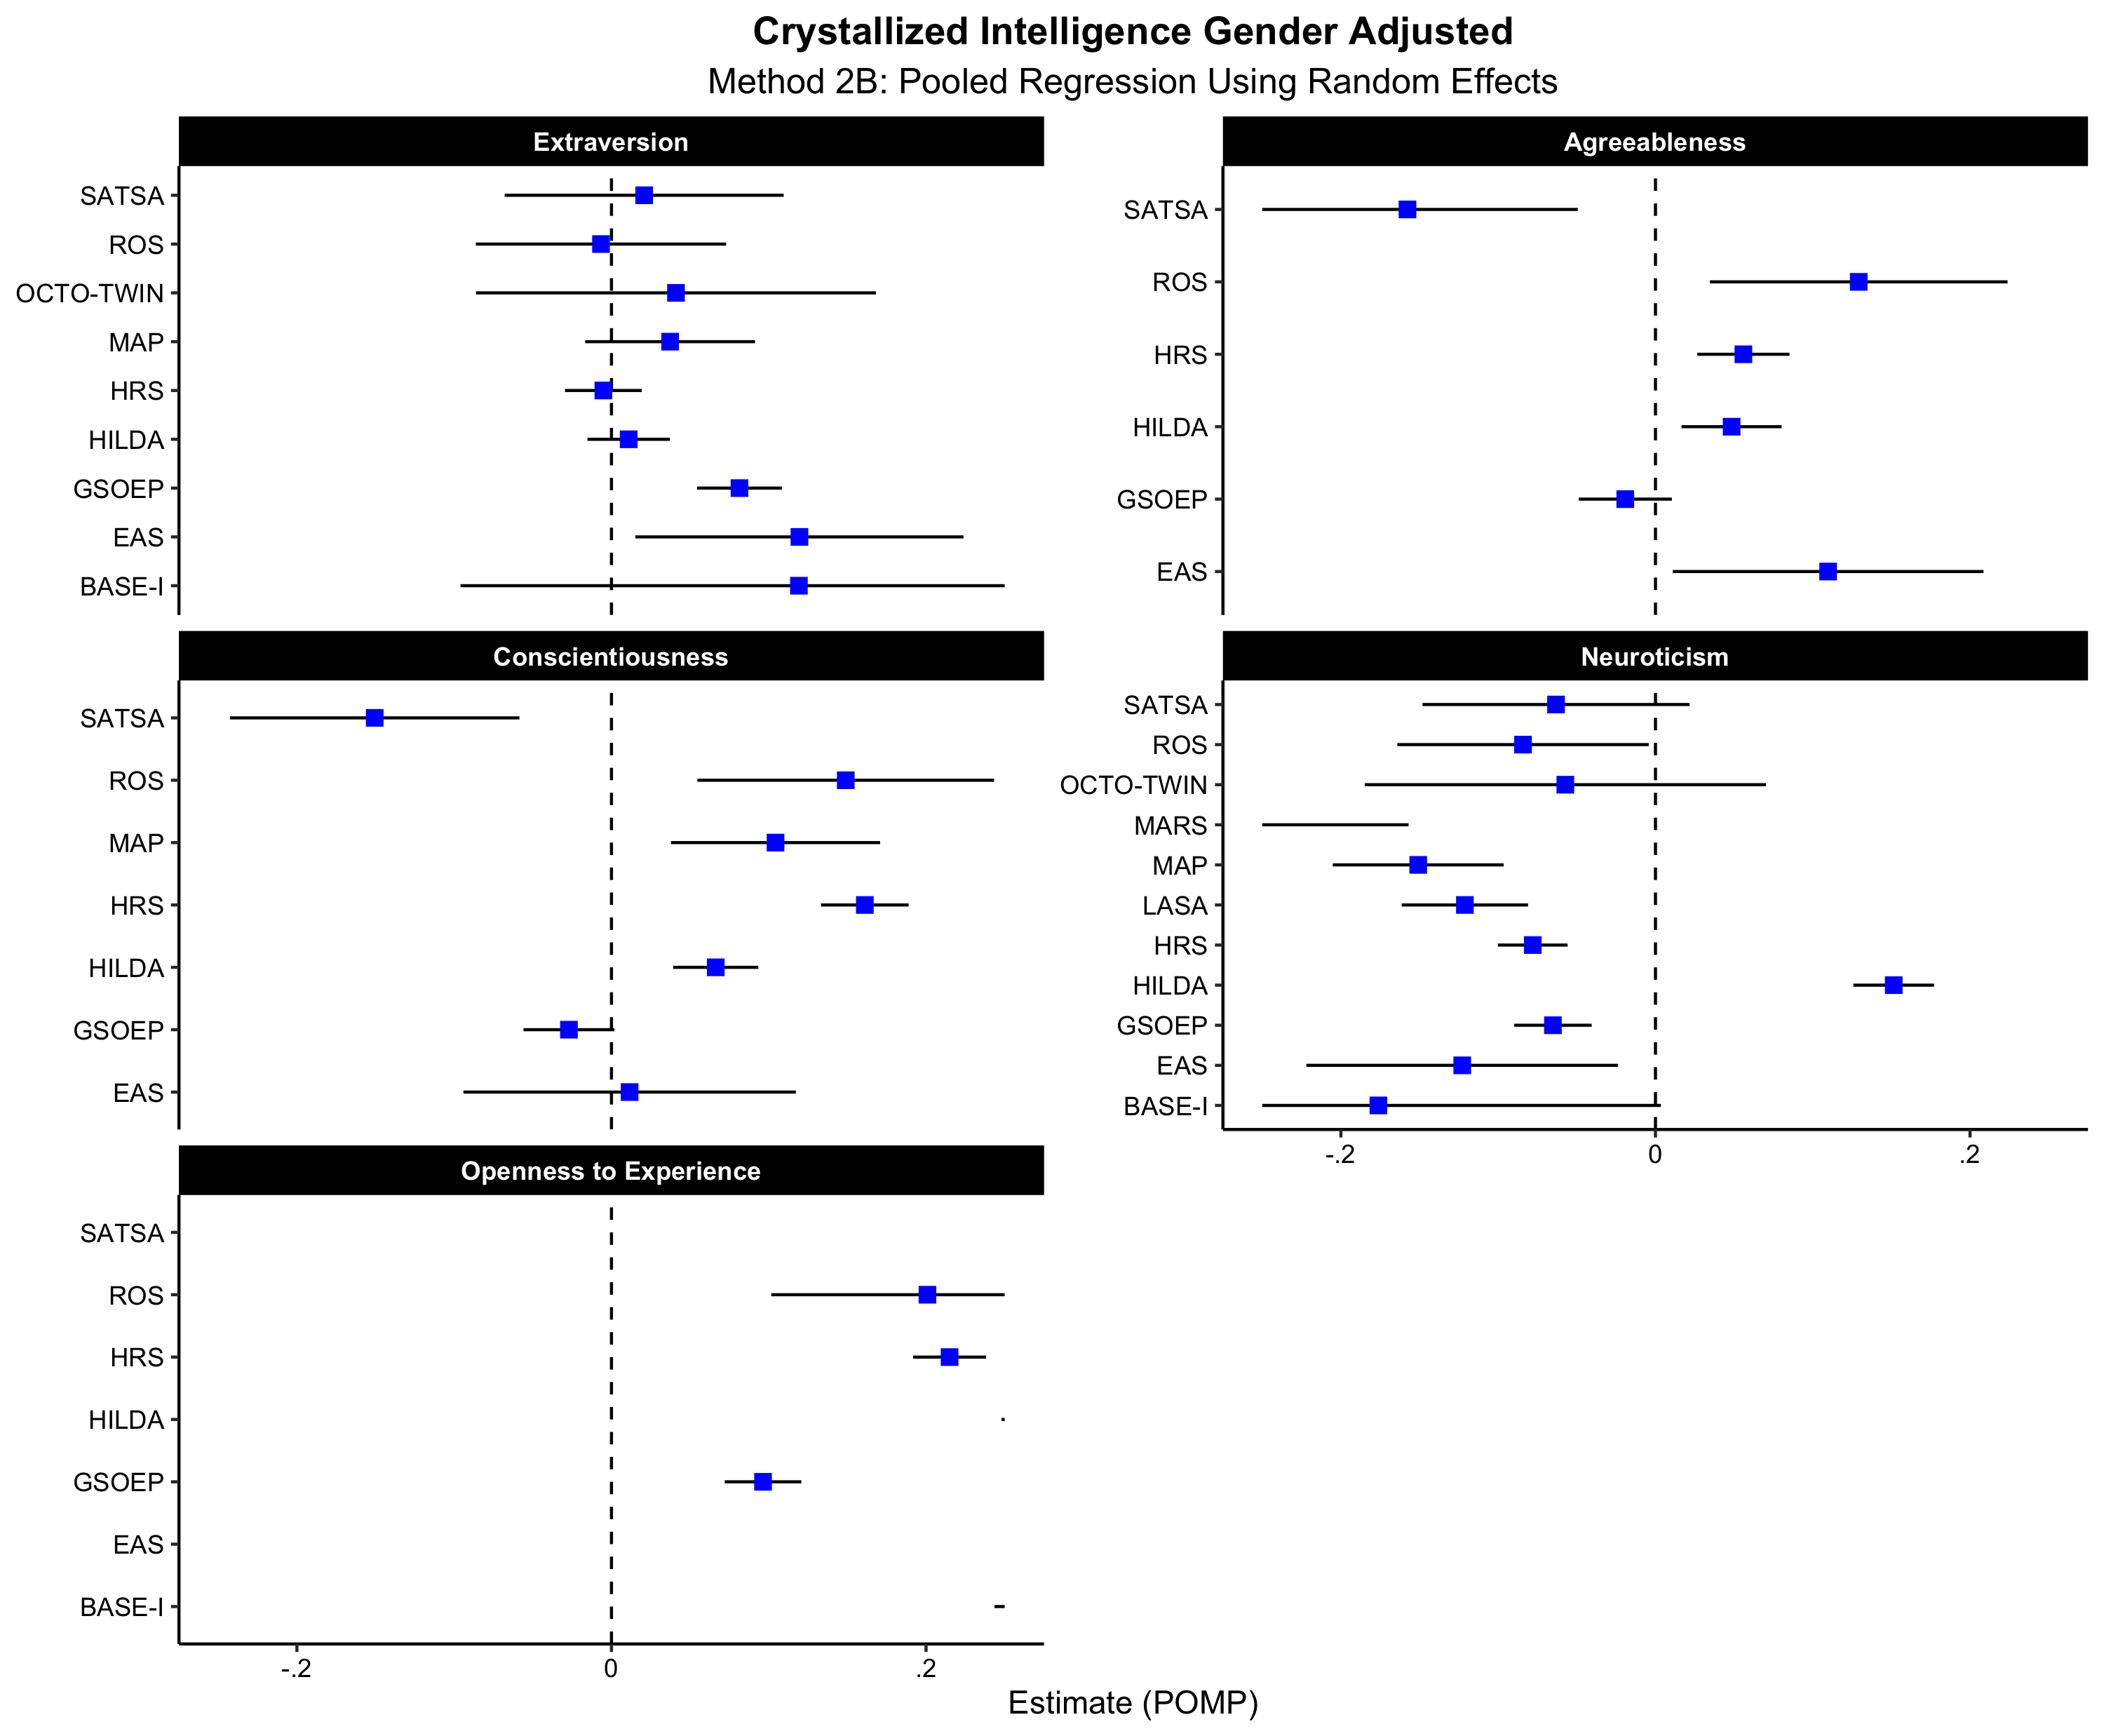 Crystallized Intelligence Gender Adjusted
Method 2B: Pooled Regression Using Random Effects
Extraversion
SATSA
ROS
OCTO-TWIN
MAP
HRS
HILDA
GSOEP
EAS
BASE-I
Agreeableness
SATSA
ROS
HRS
HILDA
GSOEP
EAS
Conscientiousness
SATSA
ROS
MAP
HRS
HILDA
GSOEP
EAS
Neuroticism
SATSA
ROS
OCTO-TWIN
MARS
MAP
LASA
HRS
HILDA
GSOEP
EAS
BASE-I
-.2 0 .2
Openness to Experience
SATSA
ROS
HRS
HILDA
GSOEP
EAS
BASE-I
-.2 0 .2
Estimate (POMP)